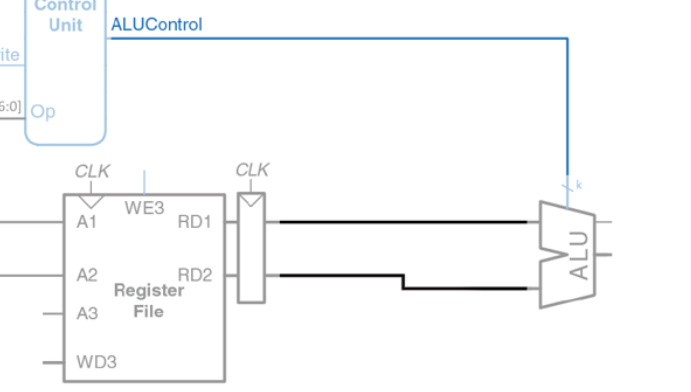 Control
Unit
ALUControl
ite
5:0]
Op
k
CLK
CLK
WE3
A1
RD1
A2
RD2
Register
File
A3
WD3
ALU